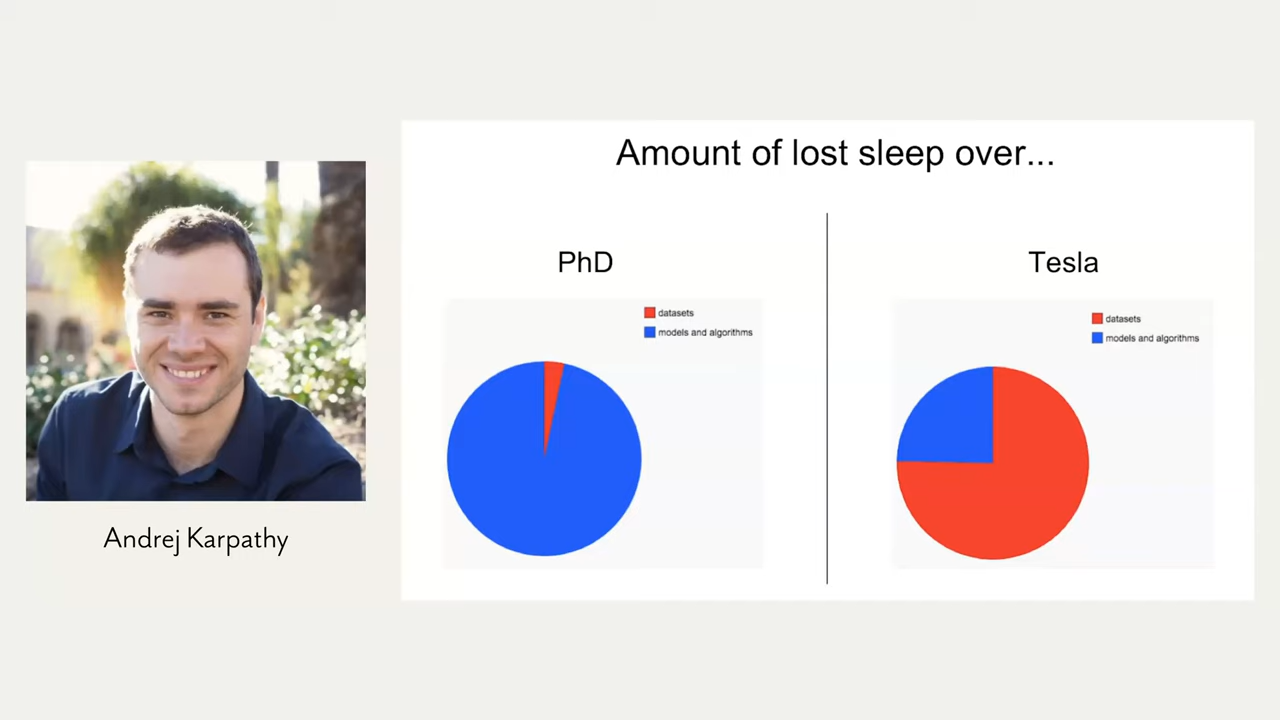 Amount of lost sleep over...
PhD
datasets
models and algorithms
Tesla
datasets
models and algorithms
Andrej Karpathy